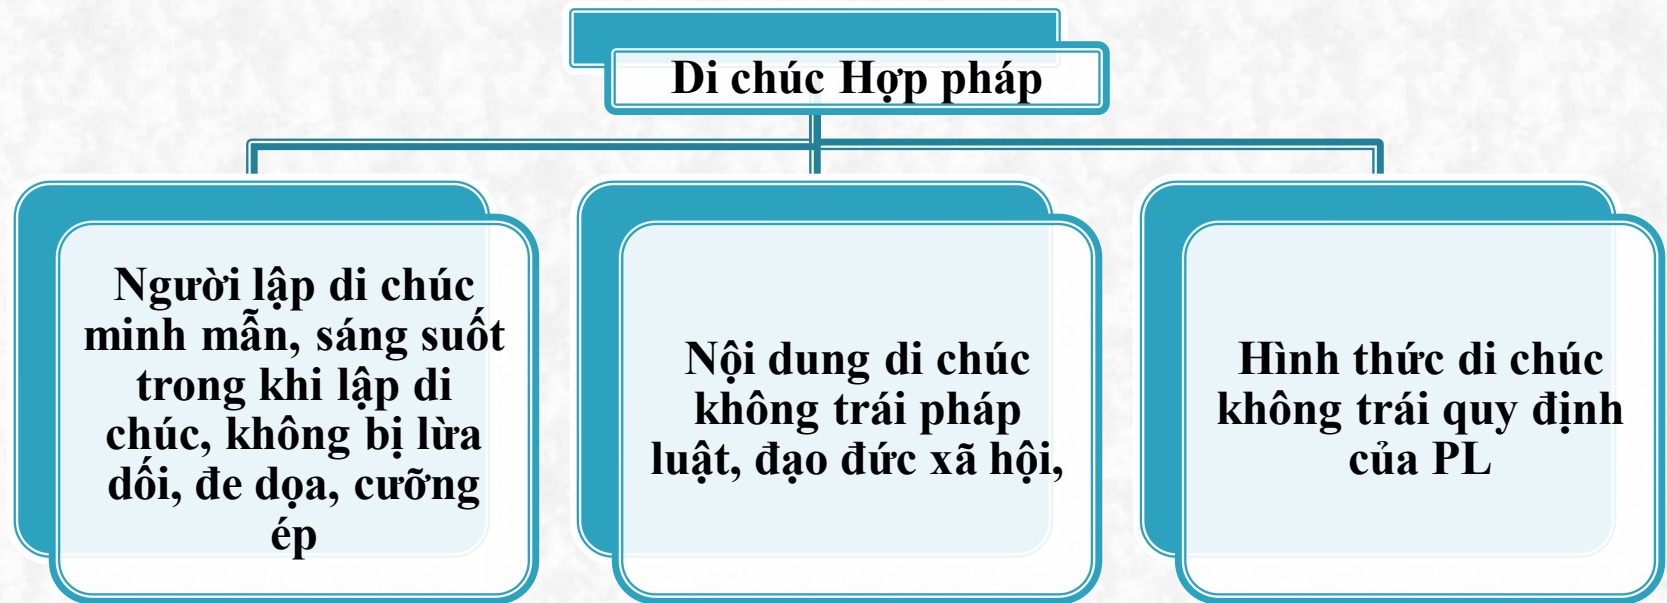 Di chúc Hợp pháp
Người lập di chúc
minh mẫn, sáng suốt
trong khi lập di
chúc, không bị lừa
dối, đe dọa, cưỡng
ép
Nội dung di chúc
không trái pháp
luật, đạo đức xã hội,
Hình thức di chúc
không trái quy định
của PL